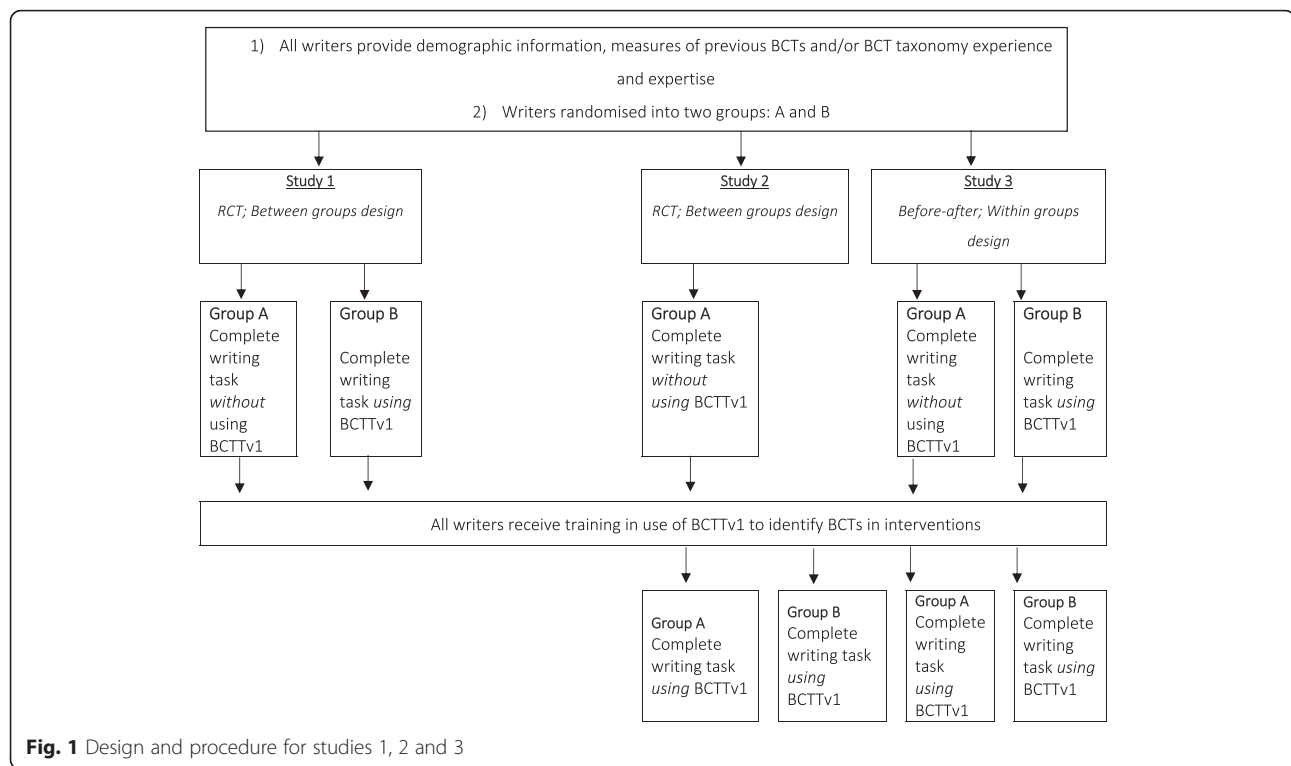 1) All writers provide demographic information, measures of previous BCTs and/or BCT taxonomy experience
and expertise
2) Writers randomised into two groups: A and B
Study 1
RCT; Between groups design
Study 2
RCT; Between groups design
Study 3
Before-after; Within groups
design
Group A
Complete
writing
task
without
using
BCTTv1
Group B
Complete
writing
task using
BCTTv1
Group A
Complete
writing task
without
using BCTTv1
Group A
Complete
writing
task
without
using
BCTTv1
Group B
Complete
writing
task using
BCTTv1
All writers receive training in use of BCTTv1 to identify BCTs in interventions
Group A
Complete
writing task
using BCTTv1
Group B
Complete
writing task
using
BCTTv1
Group A
Complete
writing
task
using
BCTTv1
Group B
Complete
writing
task using
BCTTv1
Fig. 1 Design and procedure for studies 1, 2 and 3